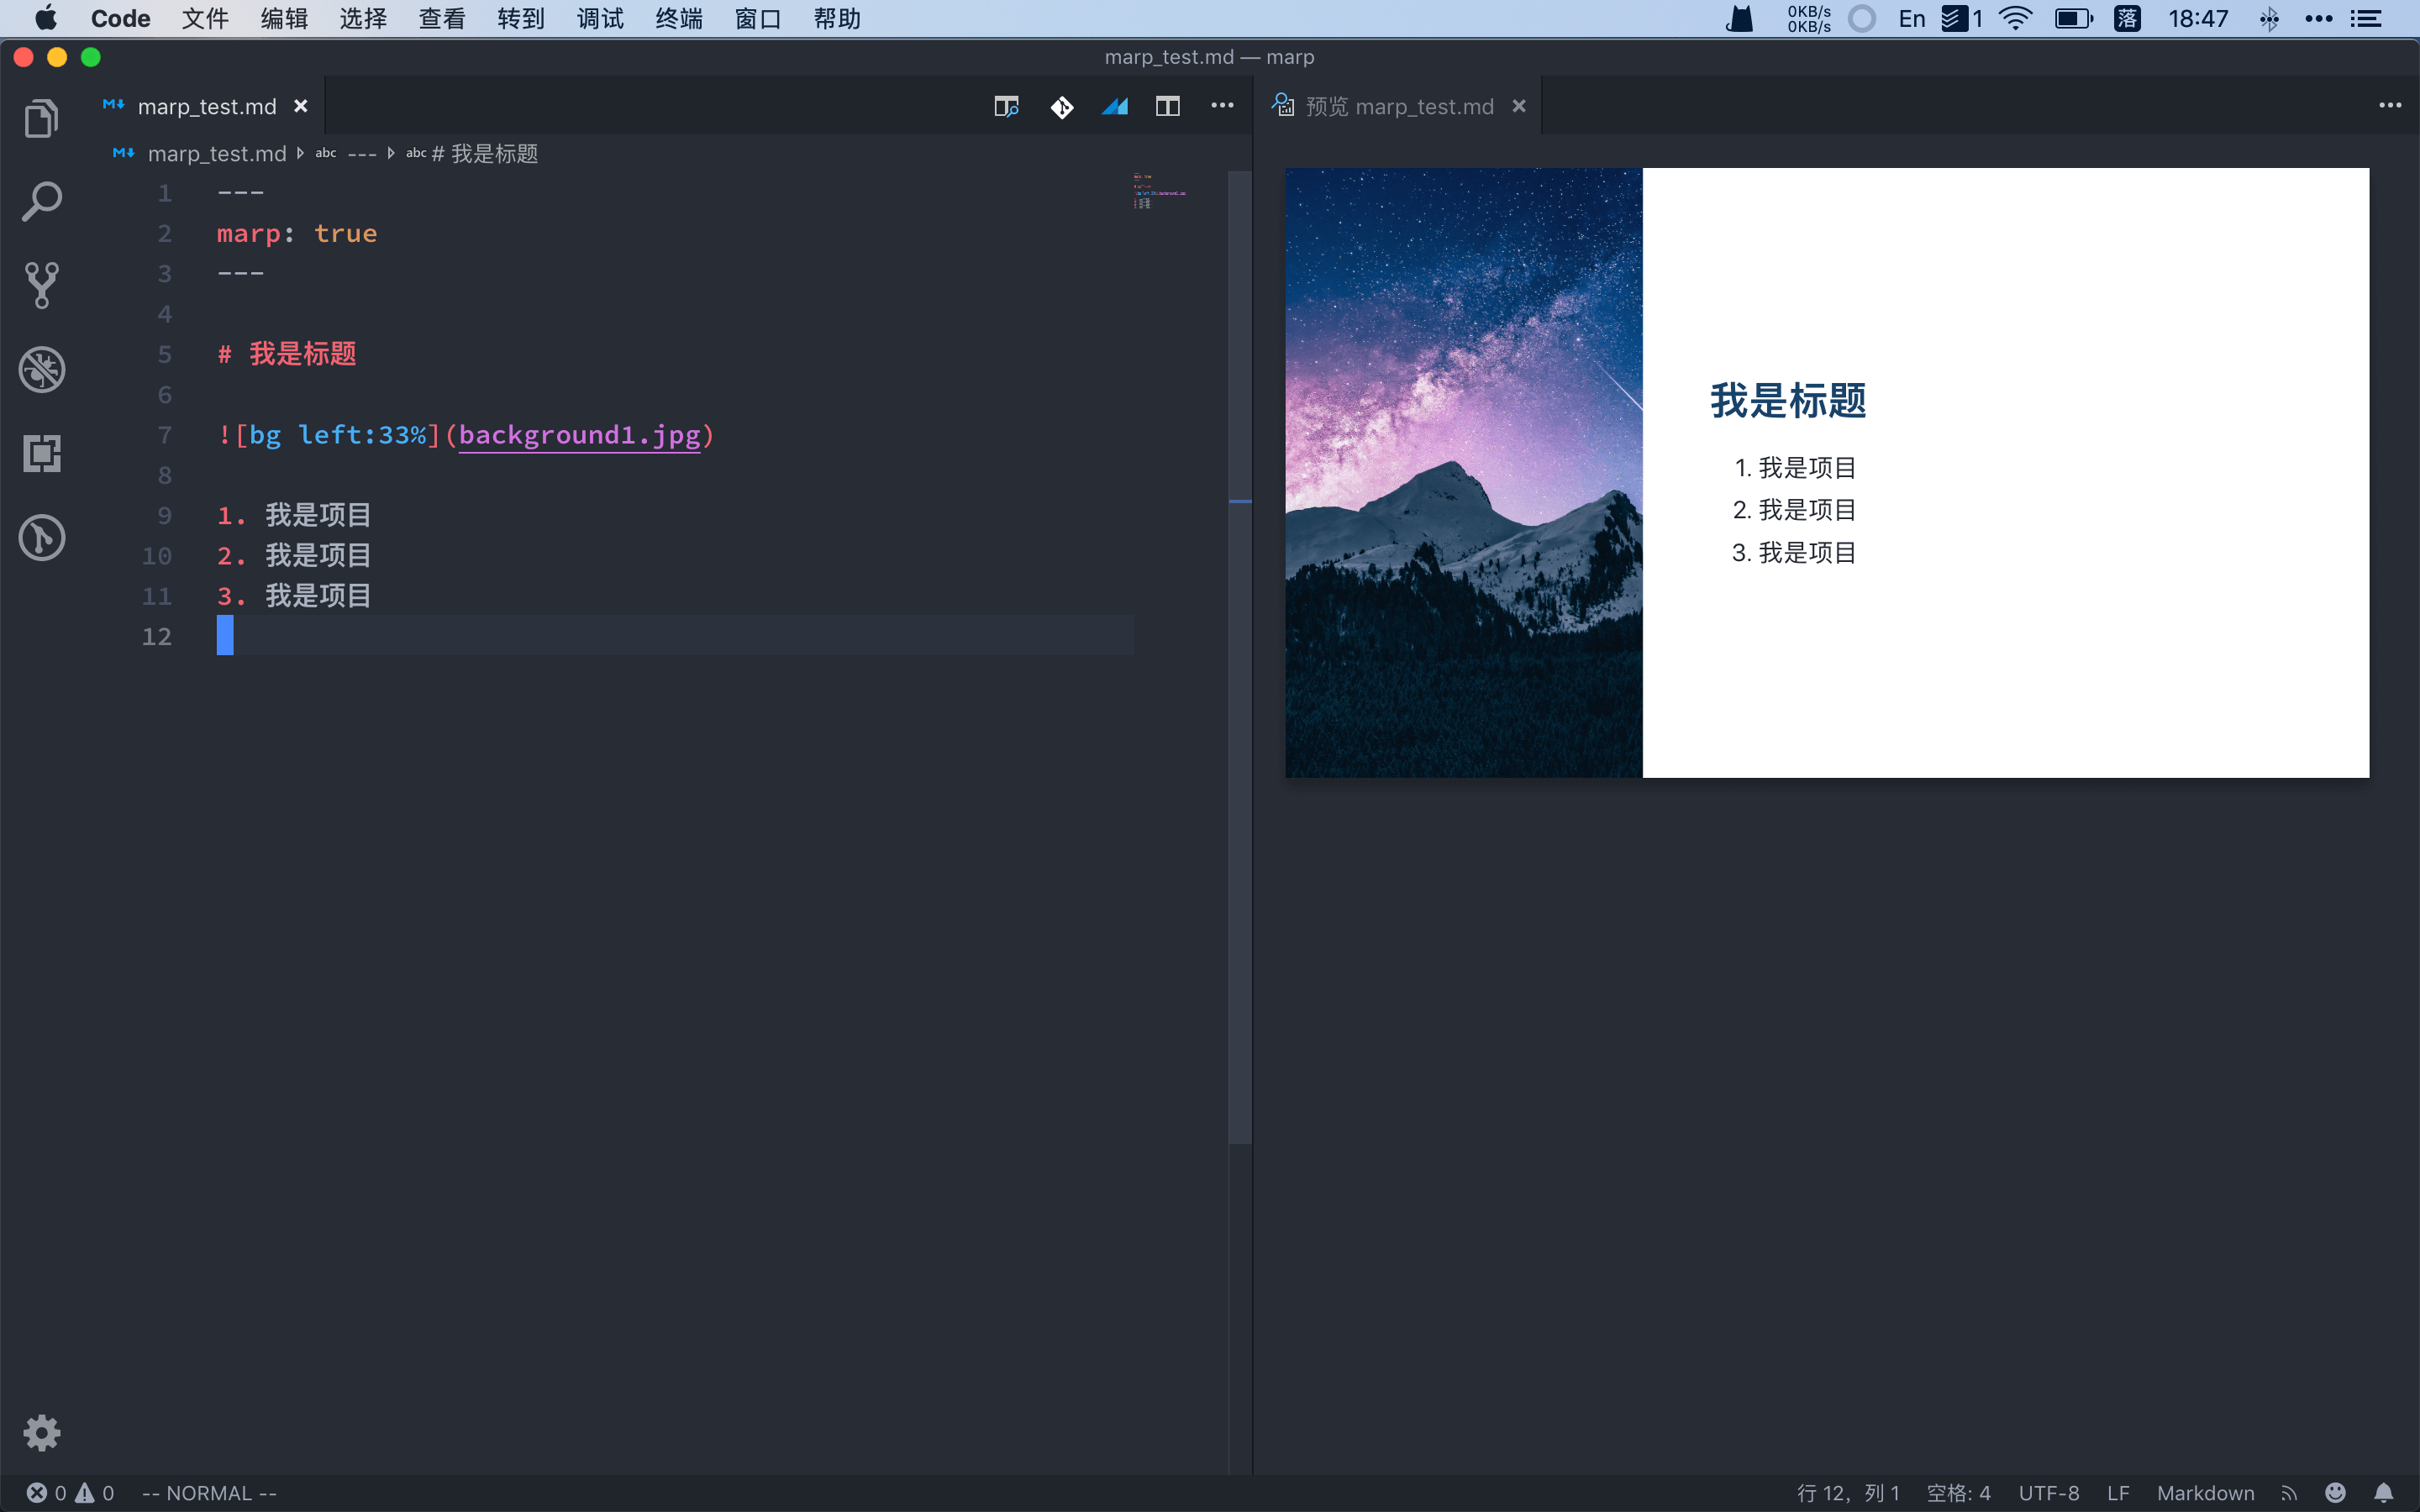 Code 文件 编辑 选择 查看 转到 调试 终端 窗口 帮助 0KB/s 0KB/s En 1 落 18:47
marp_test.md — marp
marp_test.md
预览 marp_test.md
marp_test.md abc --- abc # 我是标题
1 ---
2 marp: true
3 ---
4
5 # 我是标题
6
7 ![bg left:33%](background1.jpg)
8
9 1. 我是项目
10 2. 我是项目
11 3. 我是项目
12
我是标题
1. 我是项目
2. 我是项目
3. 我是项目
0 0 -- NORMAL -- 行 12，列 1 空格: 4 UTF-8 LF Markdown